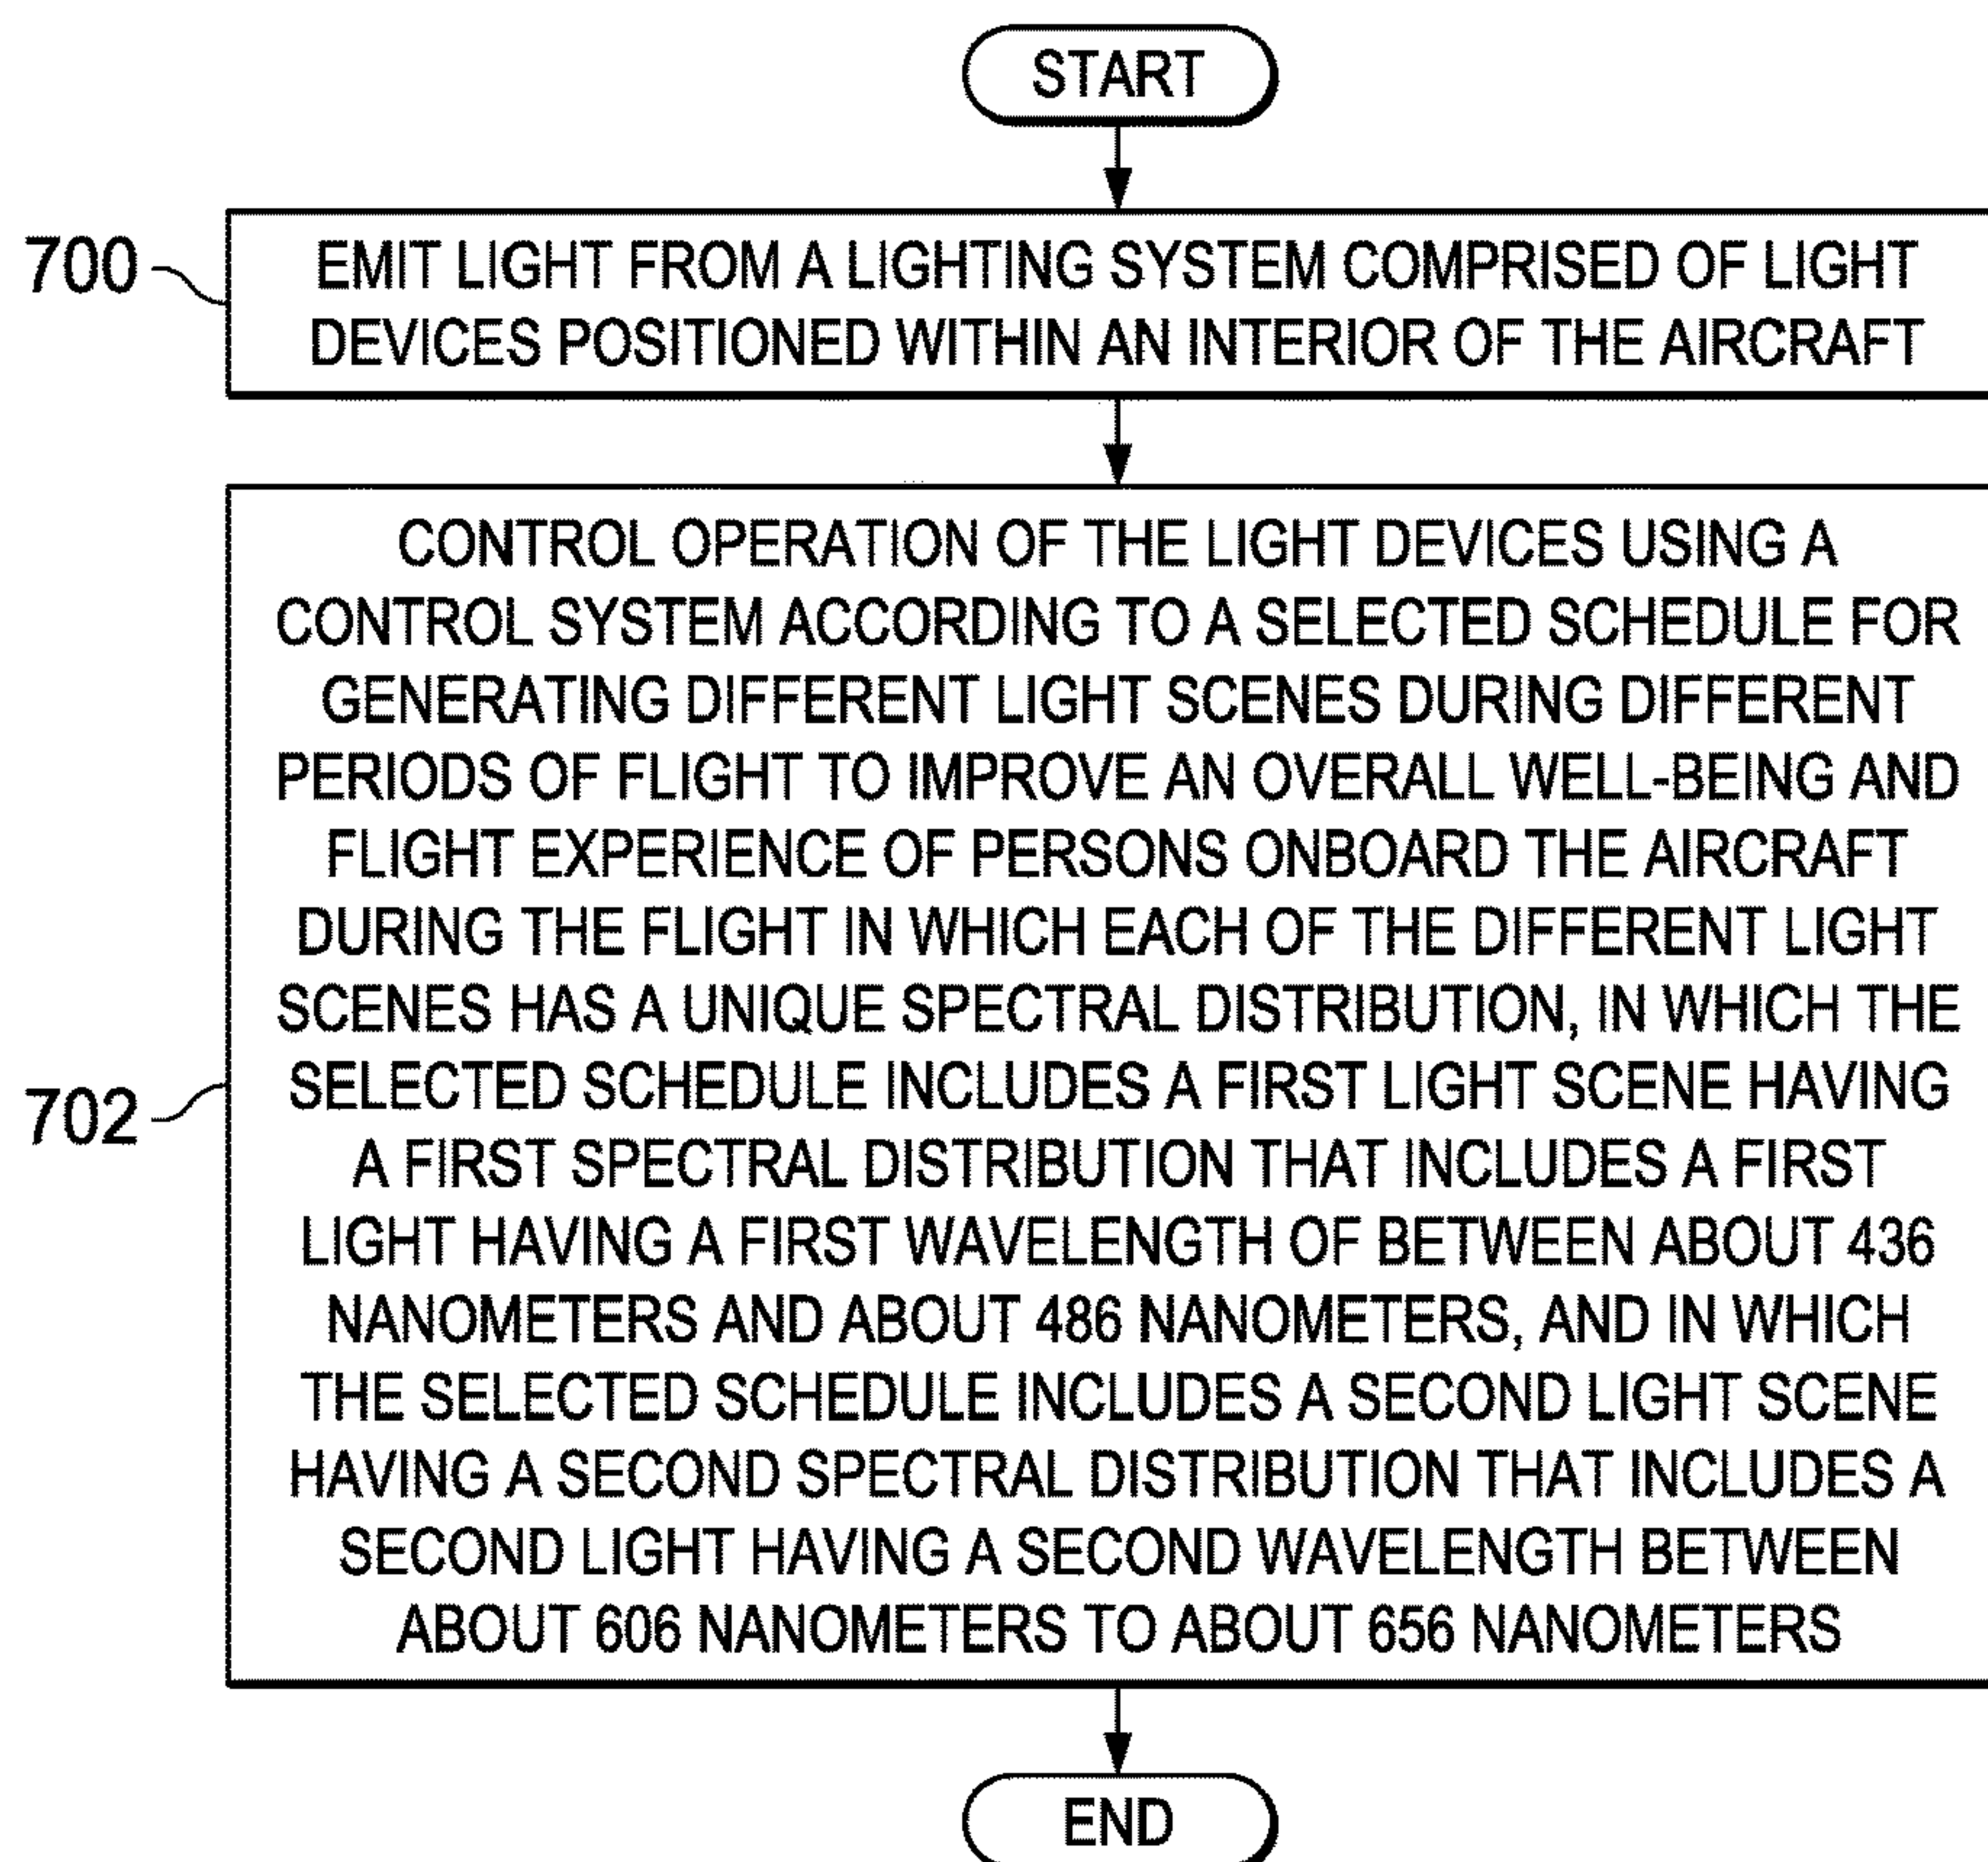 START
700
EMIT LIGHT FROM A LIGHTING SYSTEM COMPRISED OF LIGHT
DEVICES POSITIONED WITHIN AN INTERIOR OF THE AIRCRAFT
702
CONTROL OPERATION OF THE LIGHT DEVICES USING A
CONTROL SYSTEM ACCORDING TO A SELECTED SCHEDULE FOR
GENERATING DIFFERENT LIGHT SCENES DURING DIFFERENT
PERIODS OF FLIGHT TO IMPROVE AN OVERALL WELL-BEING AND
FLIGHT EXPERIENCE OF PERSONS ONBOARD THE AIRCRAFT
DURING THE FLIGHT IN WHICH EACH OF THE DIFFERENT LIGHT
SCENES HAS A UNIQUE SPECTRAL DISTRIBUTION, IN WHICH THE
SELECTED SCHEDULE INCLUDES A FIRST LIGHT SCENE HAVING
A FIRST SPECTRAL DISTRIBUTION THAT INCLUDES A FIRST
LIGHT HAVING A FIRST WAVELENGTH OF BETWEEN ABOUT 436
NANOMETERS AND ABOUT 486 NANOMETERS, AND IN WHICH
THE SELECTED SCHEDULE INCLUDES A SECOND LIGHT SCENE
HAVING A SECOND SPECTRAL DISTRIBUTION THAT INCLUDES A
SECOND LIGHT HAVING A SECOND WAVELENGTH BETWEEN
ABOUT 606 NANOMETERS TO ABOUT 656 NANOMETERS
END